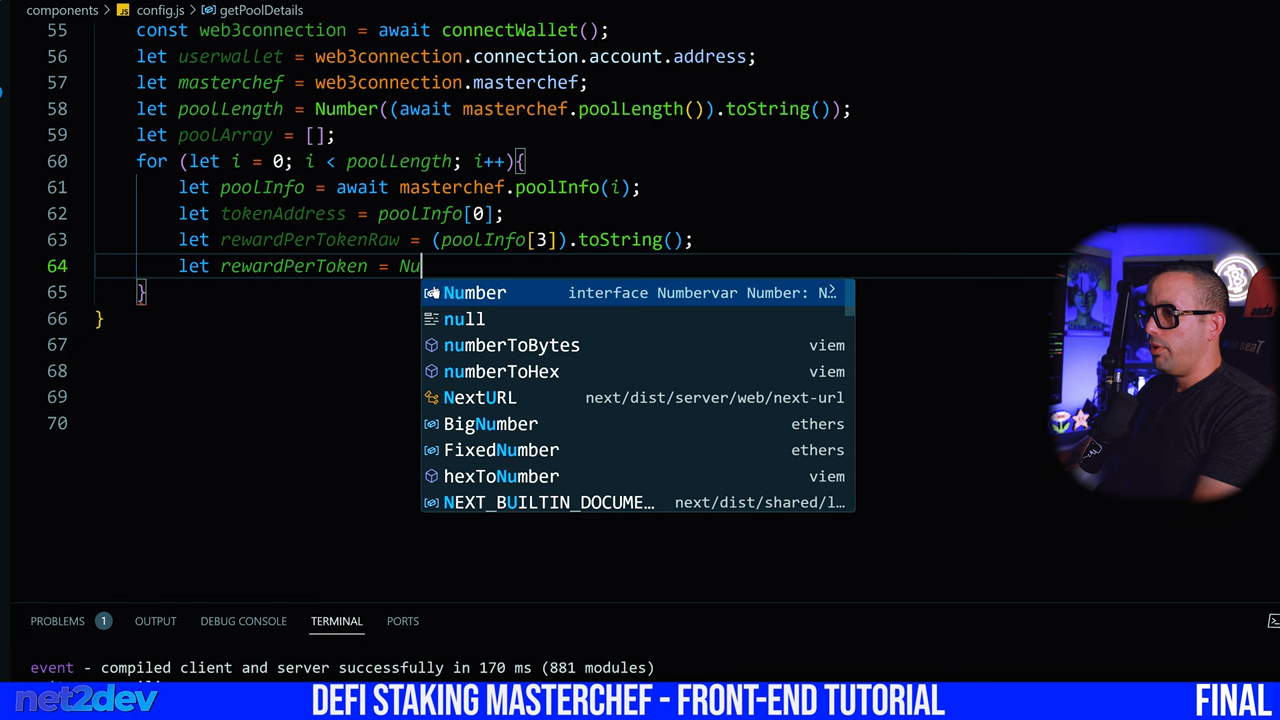 components > config.js > getPoolDetails
55 const web3connection = await connectWallet();
56 let userwallet = web3connection.connection.account.address;
57 let masterchef = web3connection.masterchef;
58 let poolLength = Number((await masterchef.poolLength()).toString());
59 let poolArray = [];
60 for (let i = 0; i < poolLength; i++){
61 let poolInfo = await masterchef.poolInfo(i);
62 let tokenAddress = poolInfo[0];
63 let rewardPerTokenRaw = (poolInfo[3]).toString();
64 let rewardPerToken = Nu
65 }
66 }
67
68
69
70
Number interface Numbervar Number: N…
null
numberToBytes viem
numberToHex viem
NextURL next/dist/server/web/next-url
BigNumber ethers
FixedNumber ethers
hexToNumber viem
NEXT_BUILTIN_DOCUME… next/dist/shared/l…
PROBLEMS 1 OUTPUT DEBUG CONSOLE TERMINAL PORTS
event - compiled client and server successfully in 170 ms (881 modules)
net2dev DEFI STAKING MASTERCHEF - FRONT-END TUTORIAL FINAL